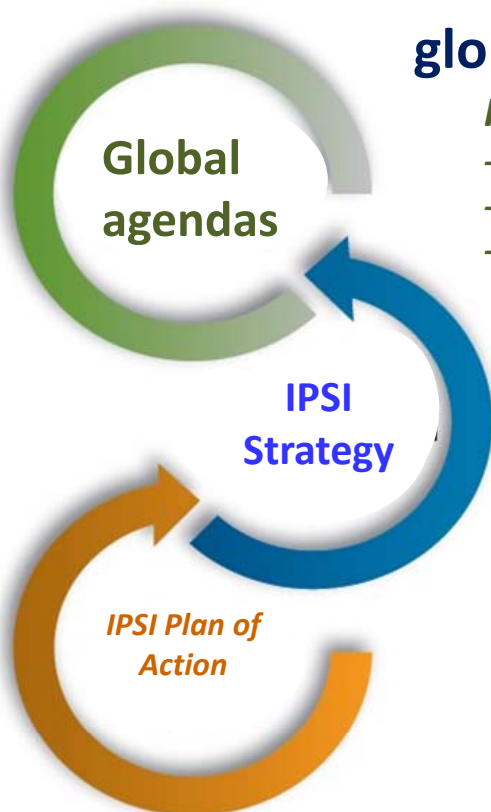 glo
Global
agendas
IPSI
Strategy
IPSI Plan of
Action